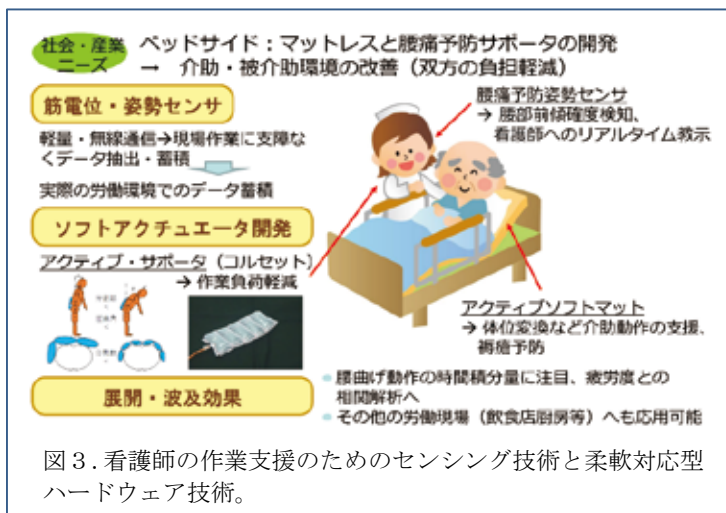 社会・産業
ニーズ
ベッドサイド：マットレスと腰痛予防サポータの開発
→ 介助・被介助環境の改善（双方の負担軽減）
筋電位・姿勢センサ
軽量・無線通信→現場作業に支障な
くデータ抽出・蓄積
実際の労働環境でのデータ蓄積
腰痛予防姿勢センサ
→ 腰部前傾度検知、
看護師へのリアルタイム教示
ソフトアクチュエータ開発
アクティブ・サポータ（コルセット）
→ 作業負荷軽減
アクティブソフトマット
→ 体位変換など介助動作の支援、
褥瘡予防
展開・波及効果
腰曲げ動作の時間積分量に注目、疲労度との
相関解析へ
その他の労働現場（飲食店厨房等）へも応用可能
図３. 看護師の作業支援のためのセンシング技術と柔軟対応型
ハードウェア技術。